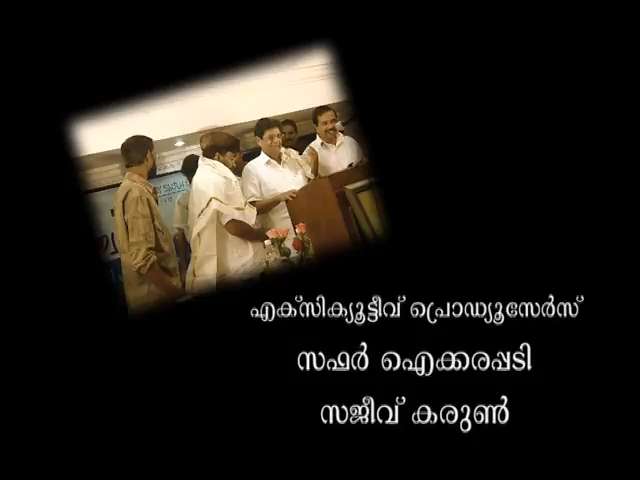 എക്സിക്യൂട്ടീവ് പ്രൊഡ്യൂസേർസ്
സഫർ ഐക്കരപ്പടി
സജീവ് കരുൺ